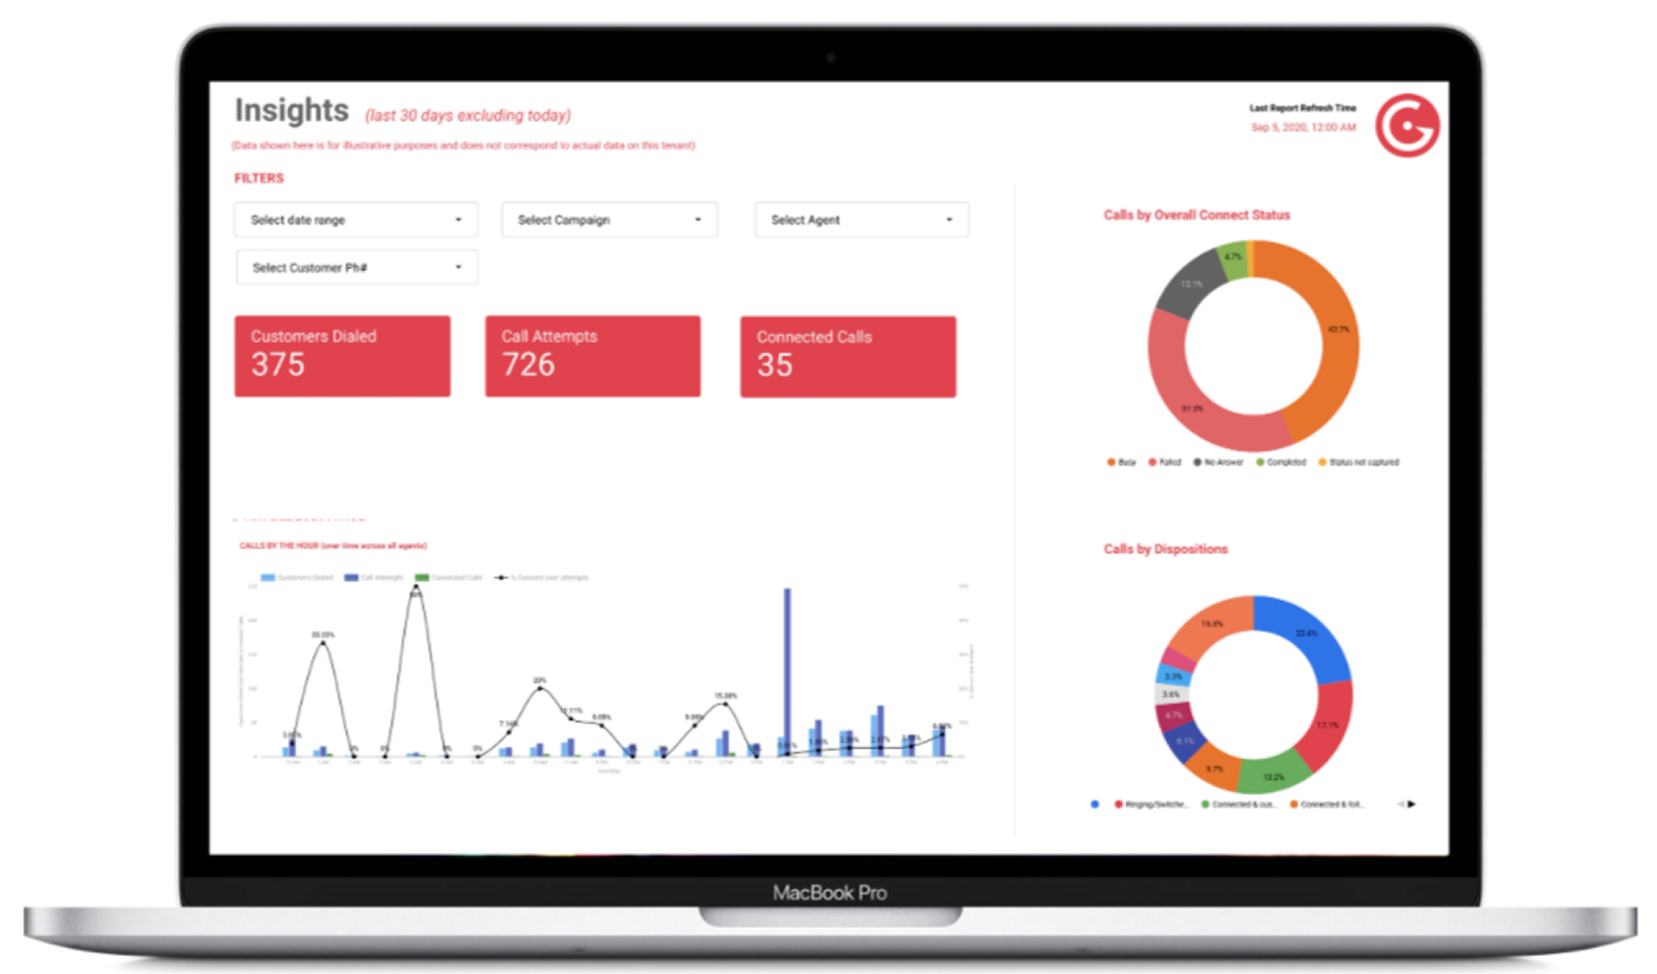 Insights (last 30 days excluding today)
Last Report Refresh Time
Sep 5, 2020, 12:00 AM
(Data shown here is for illustrative purposes and does not correspond to actual data on this tenant)
FILTERS
Select date range
Select Campaign
Select Agent
Select Customer Ph#
Customers Dialed
375
Call Attempts
726
Connected Calls
35
Calls by Overall Connect Status
4.7%
13.1%
43.7%
37.3%
Busy
Failed
No-Answer
Completed
Status not captured
CALLS BY THE HOUR (over time across all agents)
Customers Dialed
Call Attempts
Connected Calls
% Connect over attempts
33.33%
50%
0%
0%
0%
0%
7.14%
20%
11.11%
9.09%
9.09%
15.38%
Calls by Dispositions
22.6%
17.1%
13.2%
9.7%
6.1%
4.7%
3.6%
3.3%
16.8%
Ringing/Switche...
Connected & cus...
Connected & foll...
MacBook Pro